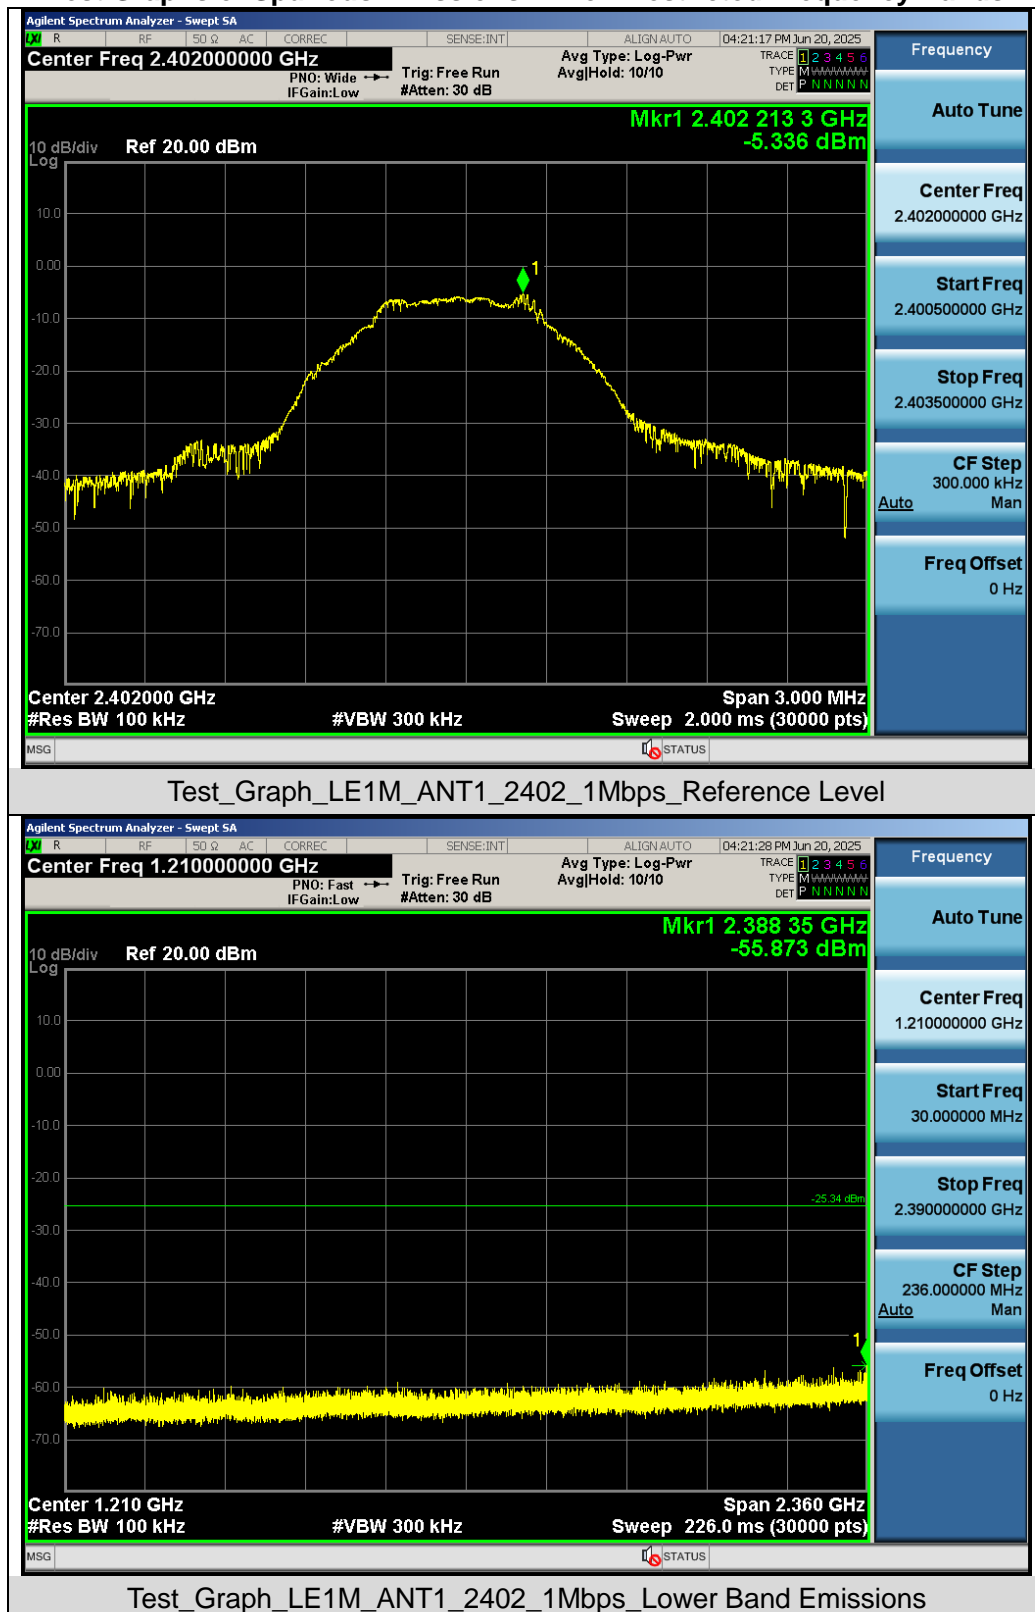 Agilent Spectrum Analyzer - Swept SA
LXI R RF 50 Ω AC CORREC SENSE:INT ALIGN AUTO 04:21:17 PM Jun 20, 2025
Center Freq 2.402000000 GHz
PNO: Wide
IFGain:Low
Trig: Free Run
#Atten: 30 dB
Avg Type: Log-Pwr
Avg|Hold: 10/10
TRACE 1 2 3 4 5 6
TYPE M WWWWW
DET P N N N N N
Mkr1 2.402 213 3 GHz
-5.336 dBm
10 dB/div Ref 20.00 dBm
Log
10.0
0.00
-10.0
-20.0
-30.0
-40.0
-50.0
-60.0
-70.0
1
Center 2.402000 GHz Span 3.000 MHz
#Res BW 100 kHz #VBW 300 kHz Sweep 2.000 ms (30000 pts)
MSG STATUS
Frequency
Auto Tune
Center Freq
2.402000000 GHz
Start Freq
2.400500000 GHz
Stop Freq
2.403500000 GHz
CF Step
300.000 kHz
Auto Man
Freq Offset
0 Hz
Test_Graph_LE1M_ANT1_2402_1Mbps_Reference Level
Agilent Spectrum Analyzer - Swept SA
LXI R RF 50 Ω AC CORREC SENSE:INT ALIGN AUTO 04:21:28 PM Jun 20, 2025
Center Freq 1.210000000 GHz
PNO: Fast
IFGain:Low
Trig: Free Run
#Atten: 30 dB
Avg Type: Log-Pwr
Avg|Hold: 10/10
TRACE 1 2 3 4 5 6
TYPE M WWWWW
DET P N N N N N
Mkr1 2.388 35 GHz
-55.873 dBm
10 dB/div Ref 20.00 dBm
Log
10.0
0.00
-10.0
-20.0
-30.0
-40.0
-50.0
-60.0
-70.0
-25.34 dBm
1
Center 1.210 GHz Span 2.360 GHz
#Res BW 100 kHz #VBW 300 kHz Sweep 226.0 ms (30000 pts)
MSG STATUS
Frequency
Auto Tune
Center Freq
1.210000000 GHz
Start Freq
30.000000 MHz
Stop Freq
2.390000000 GHz
CF Step
236.000000 MHz
Auto Man
Freq Offset
0 Hz
Test_Graph_LE1M_ANT1_2402_1Mbps_Lower Band Emissions